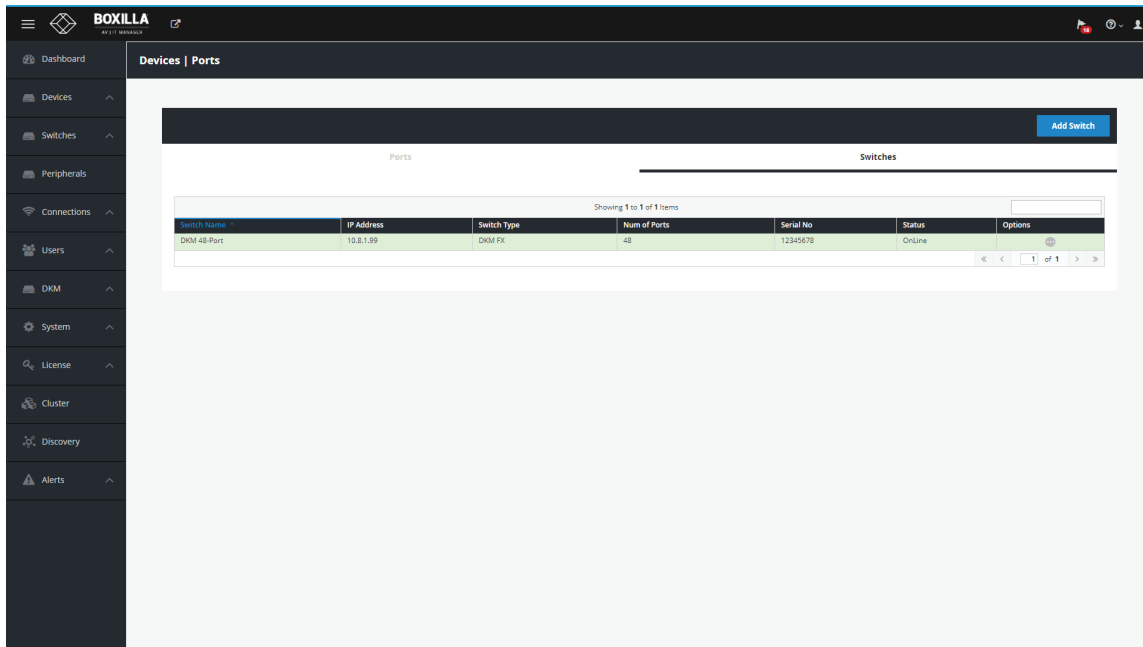 BOXILLA
AV | IT MANAGER
18
Dashboard
Devices
Switches
Peripherals
Connections
Users
DKM
System
License
Cluster
Discovery
Alerts
Devices | Ports
Add Switch
Ports Switches
Showing 1 to 1 of 1 Items
Switch Name IP Address Switch Type Num of Ports Serial No Status Options
DKM 48-Port 10.8.1.99 DKM FX 48 12345678 OnLine
« < 1 of 1 > »